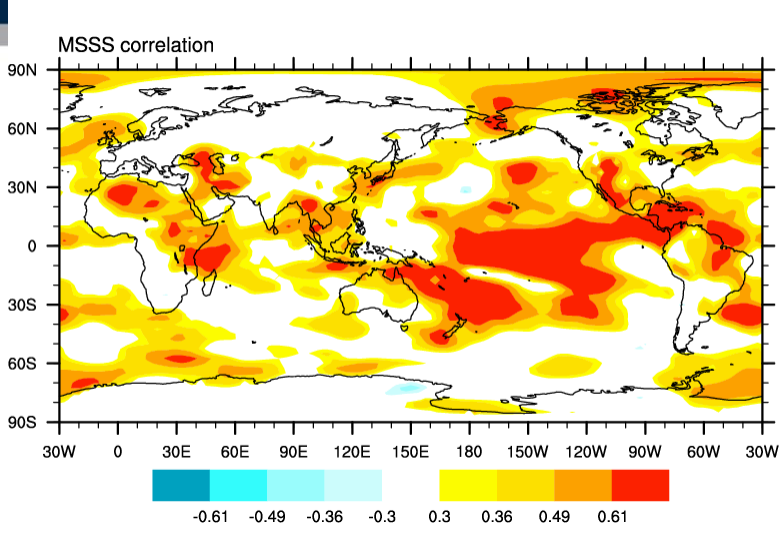 MSSS correlation
90N
60N
30N
0
30S
60S
90S
30W 0 30E 60E 90E 120E 150E 180 150W 120W 90W 60W 30W
-0.61 -0.49 -0.36 -0.3 0.3 0.36 0.49 0.61